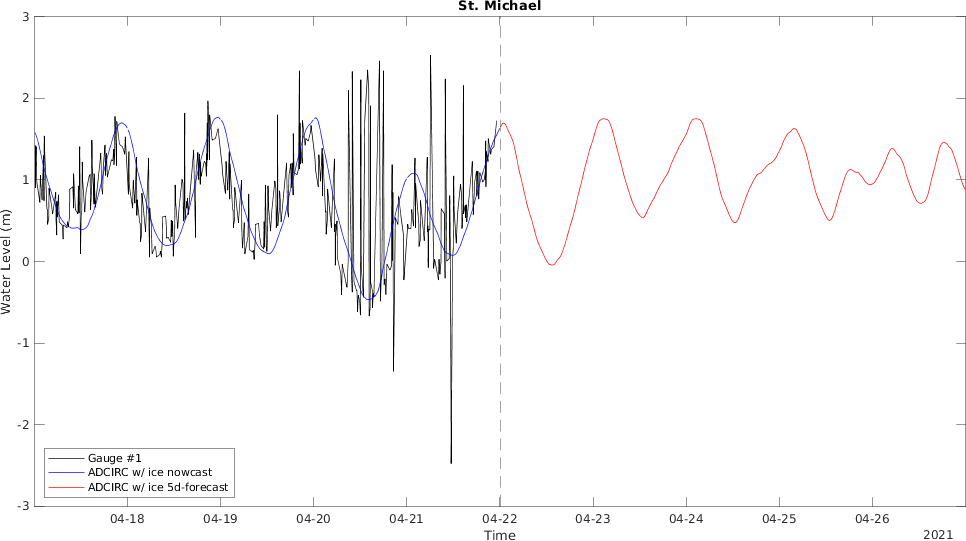 St. Michael
3
2
1
0
-1
-2
-3
Water Level (m)
Gauge #1
ADCIRC w/ ice nowcast
ADCIRC w/ ice 5d-forecast
04-18 04-19 04-20 04-21 04-22 04-23 04-24 04-25 04-26
Time
2021